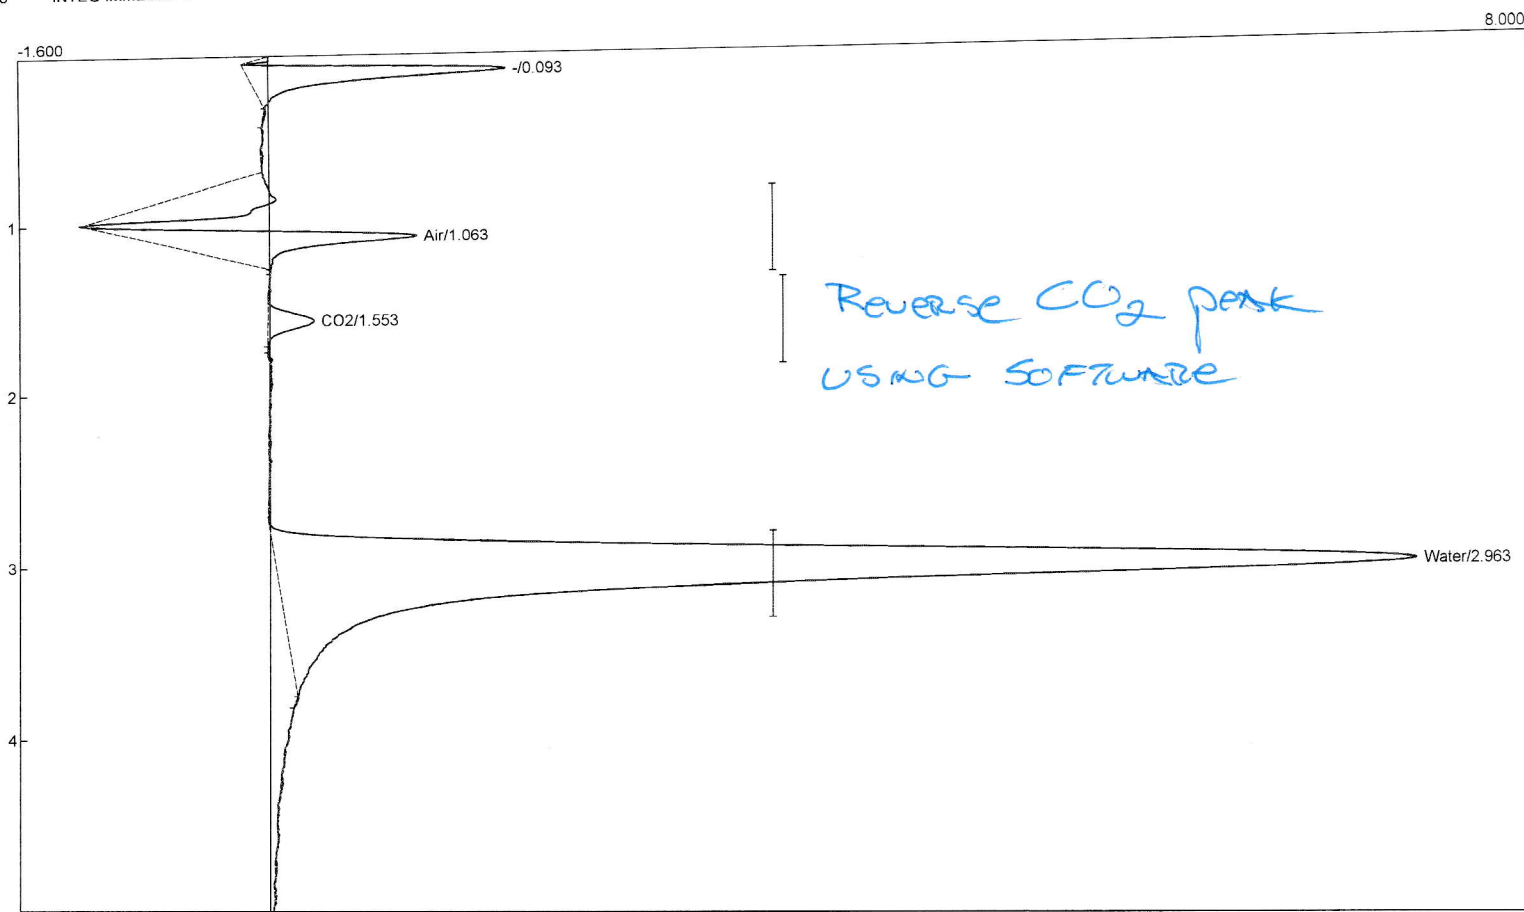 8.000
-1.600
-/0.093
1
Air/1.063
CO2/1.553
Reverse CO2 peak
using software
2
3
Water/2.963
4